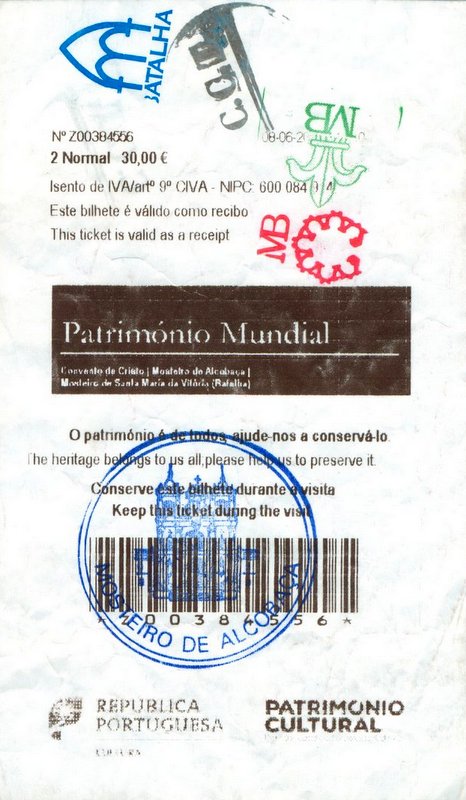 BATALHA
C.C.D.
MB
Nº Z00384556
2 Normal 30,00 €
Isento de IVA/artº 9º CIVA - NIPC: 600 084
MB
Este bilhete é válido como recibo
This ticket is valid as a receipt
Património Mundial
Convento de Cristo | Mosteiro de Alcobaça |
Mosteiro de Santa Maria da Vitória (Batalha)
O património é de todos, ajude-nos a conservá-lo.
The heritage belongs to us all, please help us to preserve it.
Conserve este bilhete durante a visita
Keep this ticket during the visit
MOSTEIRO DE ALCOBAÇA
REPÚBLICA
PORTUGUESA
CULTURA
PATRIMÓNIO
CULTURAL